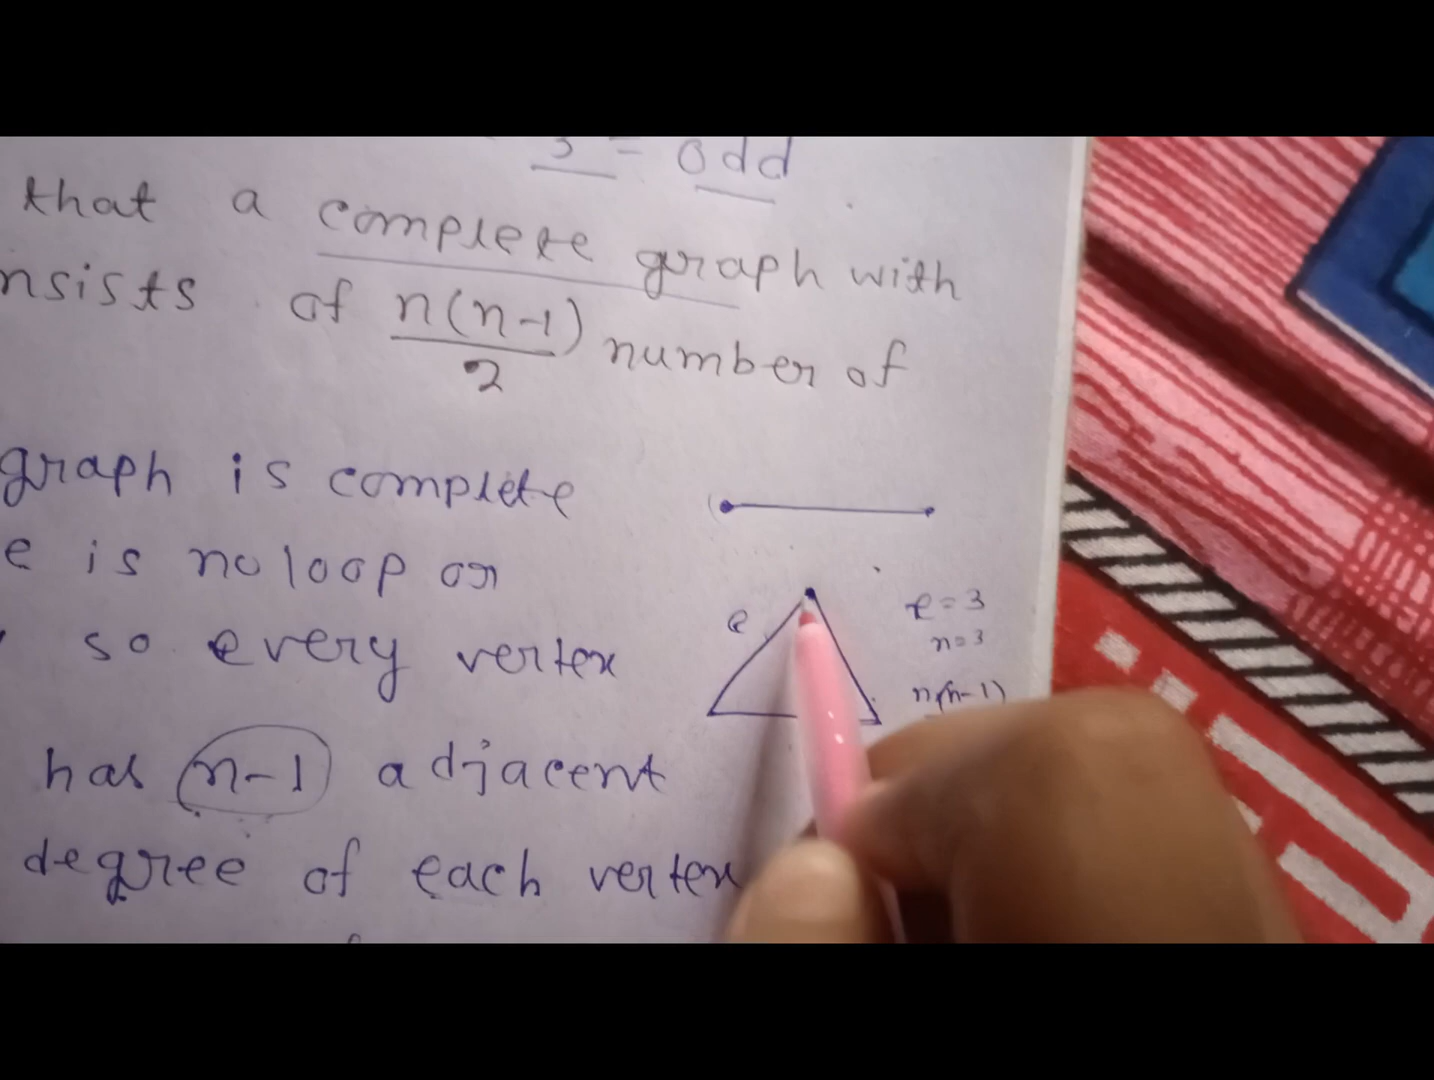 odd
that a complete graph with
nsists of n(n-1)/2 number of
graph is complete
e is no loop or
so every vertex
has n-1 adjacent
degree of each vertex
e
e=3
n=3
n(n-1)